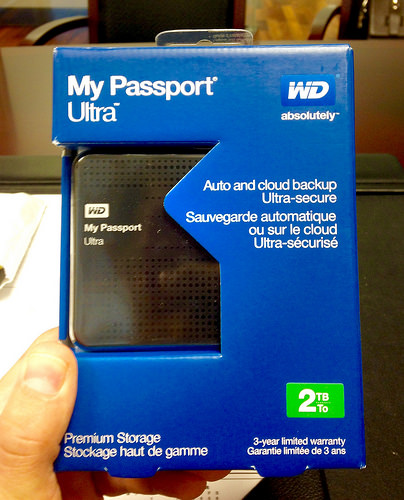 My Passport®
Ultra™
WD
absolutely™
Auto and cloud backup
Ultra-secure
Sauvegarde automatique
ou sur le cloud
Ultra-sécurisé
WD
My Passport
Ultra
2 TB
To
Premium Storage
Stockage haut de gamme
3-year limited warranty
Garantie limitée de 3 ans